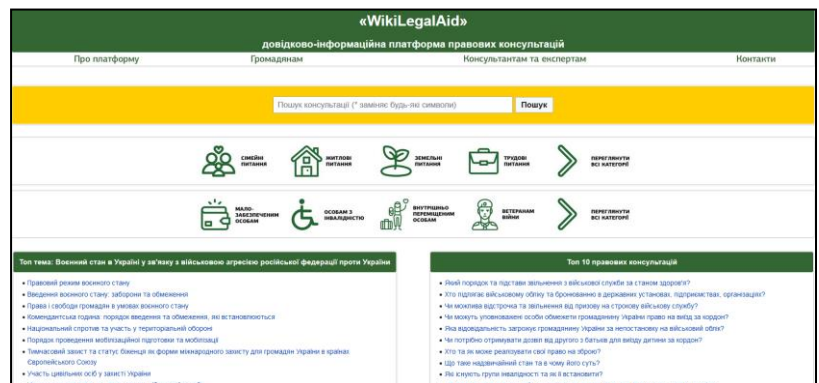 «WikiLegalAid»
довідково-інформаційна платформа правових консультацій
Про платформу Громадянам Консультантам та експертам Контакти
Пошук консультації (* замінює будь-які символи) Пошук
СІМЕЙНІ ПИТАННЯ
ЖИТЛОВІ ПИТАННЯ
ЗЕМЕЛЬНІ ПИТАННЯ
ТРУДОВІ ПИТАННЯ
ПЕРЕГЛЯНУТИ ВСІ КАТЕГОРІЇ
МАЛО-
ЗАБЕЗПЕЧЕНИМ
ОСОБАМ
ОСОБАМ З
ІНВАЛІДНІСТЮ
ВНУТРІШНЬО
ПЕРЕМІЩЕНИМ
ОСОБАМ
ВЕТЕРАНАМ
ВІЙНИ
ПЕРЕГЛЯНУТИ
ВСІ КАТЕГОРІЇ
Топ тема: Воєнний стан в Україні у зв'язку з військовою агресією російської федерації проти України
• Правовий режим воєнного стану
• Введення воєнного стану: заборони та обмеження
• Права і свободи громадян в умовах воєнного стану
• Комендантська година: порядок введення та обмеження, які встановлюються
• Національний спротив та участь у територіальній обороні
• Порядок проведення мобілізаційної підготовки та мобілізації
• Тимчасовий захист та статус біженця як форми міжнародного захисту для громадян України в країнах
Європейського Союзу
• Участь цивільних осіб у захисті України
Топ 10 правових консультацій
• Який порядок та підстави звільнення з військової служби за станом здоров'я?
• Хто підлягає військовому обліку та бронюванню в державних установах, підприємствах, організаціях?
• Чи можлива відстрочка та звільнення від призову на строкову військову службу?
• Чи можуть уповноважені особи обмежети громадянину України право на виїзд за кордон?
• Яка відповідальність загрожує громадянину України за непостановку на військовий облік?
• Чи потрібно отримувати дозвіл від другого з батьків для виїзду дитини за кордон?
• Хто та як може реалізувати свої право на зброю?
• Що таке надзвичайний стан та в чому його суть?
• Які існують групи інвалідності та як її встановити?